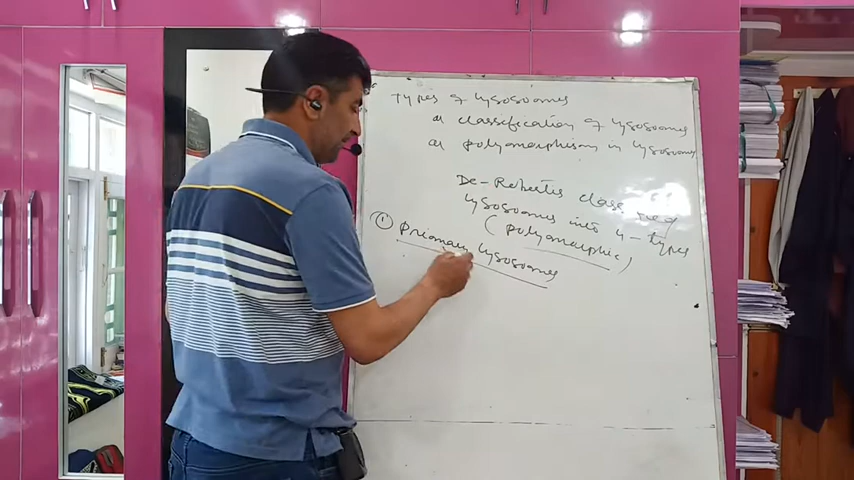 Types of lysosomes
or classification of lysosomes
or polymorphism in lysosomes
De-Robertis classified
lysosomes into 4-types
(polymorphic)
① primary lysosomes